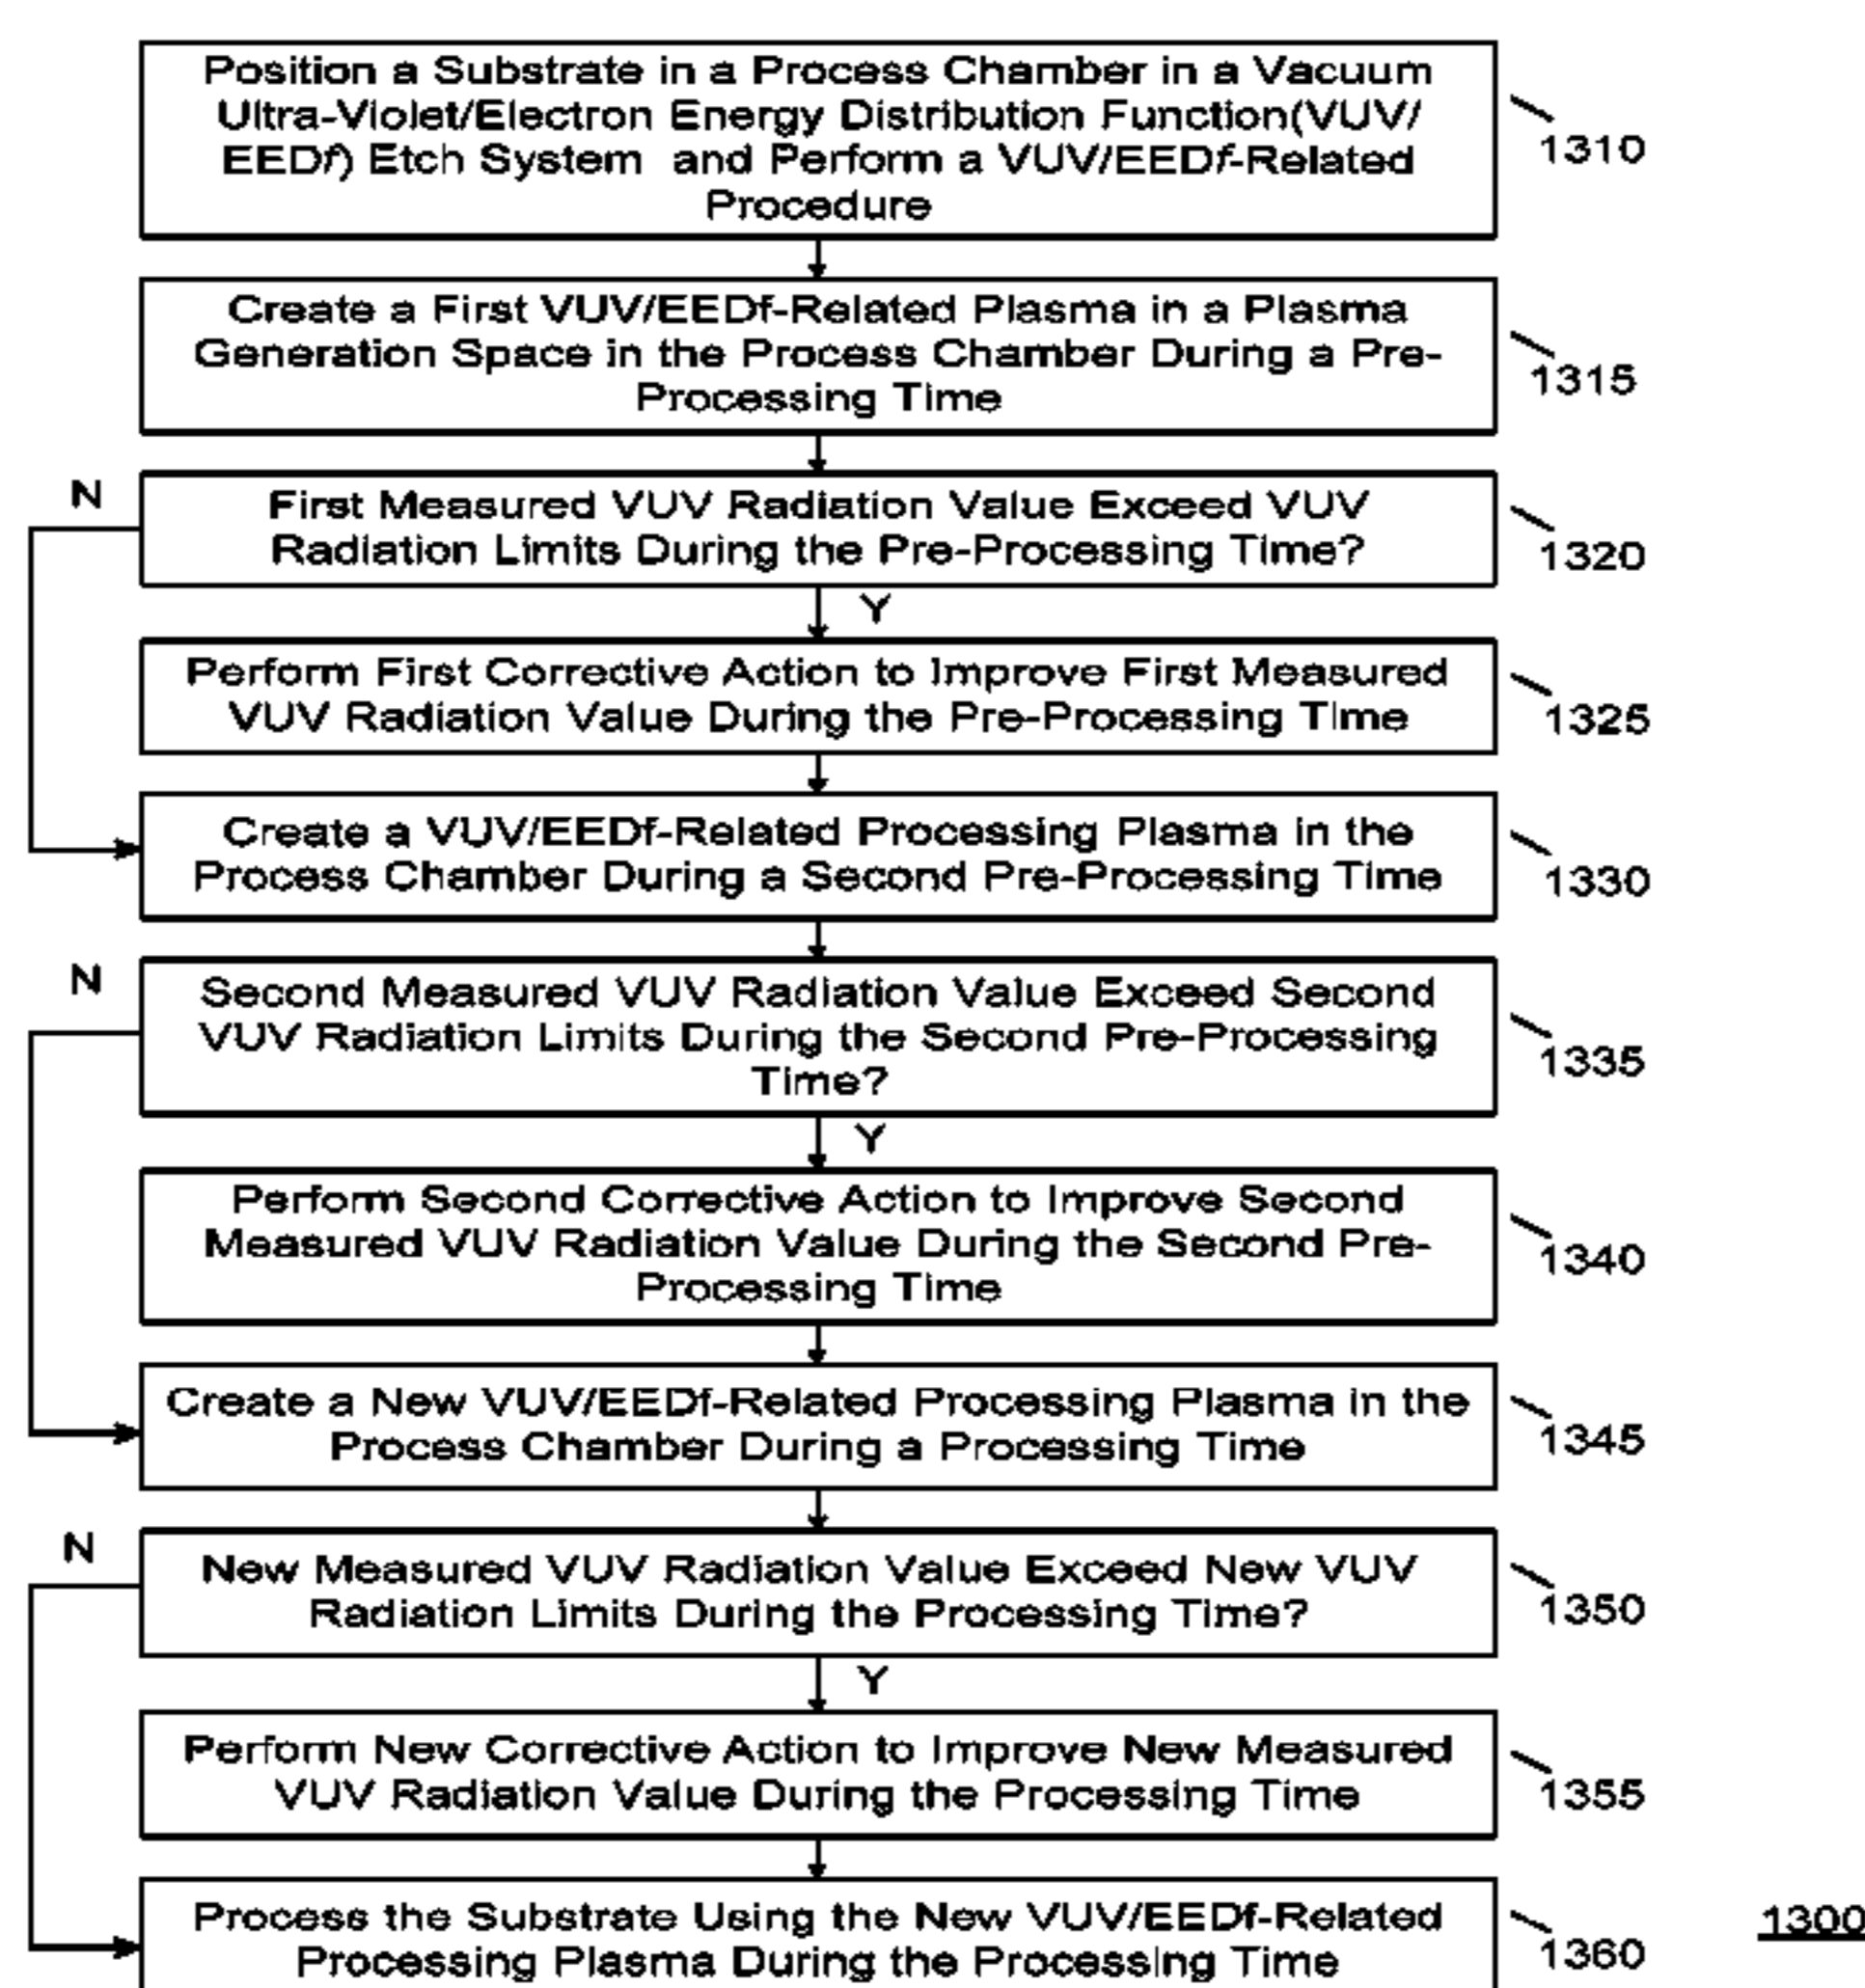 Position a Substrate in a Process Chamber in a Vacuum
Ultra-Violet/Electron Energy Distribution Function(VUV/
EEDf) Etch System and Perform a VUV/EEDf-Related
Procedure
1310
Create a First VUV/EEDf-Related Plasma in a Plasma
Generation Space in the Process Chamber During a Pre-
Processing Time
1315
N
First Measured VUV Radiation Value Exceed VUV
Radiation Limits During the Pre-Processing Time?
1320
Y
Perform First Corrective Action to Improve First Measured
VUV Radiation Value During the Pre-Processing Time
1325
Create a VUV/EEDf-Related Processing Plasma in the
Process Chamber During a Second Pre-Processing Time
1330
N
Second Measured VUV Radiation Value Exceed Second
VUV Radiation Limits During the Second Pre-Processing
Time?
1335
Y
Perform Second Corrective Action to Improve Second
Measured VUV Radiation Value During the Second Pre-
Processing Time
1340
Create a New VUV/EEDf-Related Processing Plasma in the
Process Chamber During a Processing Time
1345
N
New Measured VUV Radiation Value Exceed New VUV
Radiation Limits During the Processing Time?
1350
Y
Perform New Corrective Action to Improve New Measured
VUV Radiation Value During the Processing Time
1355
Process the Substrate Using the New VUV/EEDf-Related
Processing Plasma During the Processing Time
1360
1300